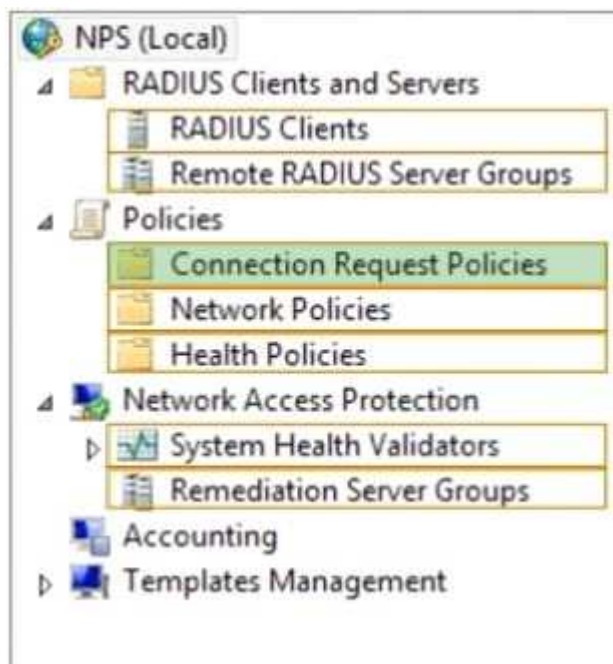 NPS (Local)
RADIUS Clients and Servers
RADIUS Clients
Remote RADIUS Server Groups
Policies
Connection Request Policies
Network Policies
Health Policies
Network Access Protection
System Health Validators
Remediation Server Groups
Accounting
Templates Management